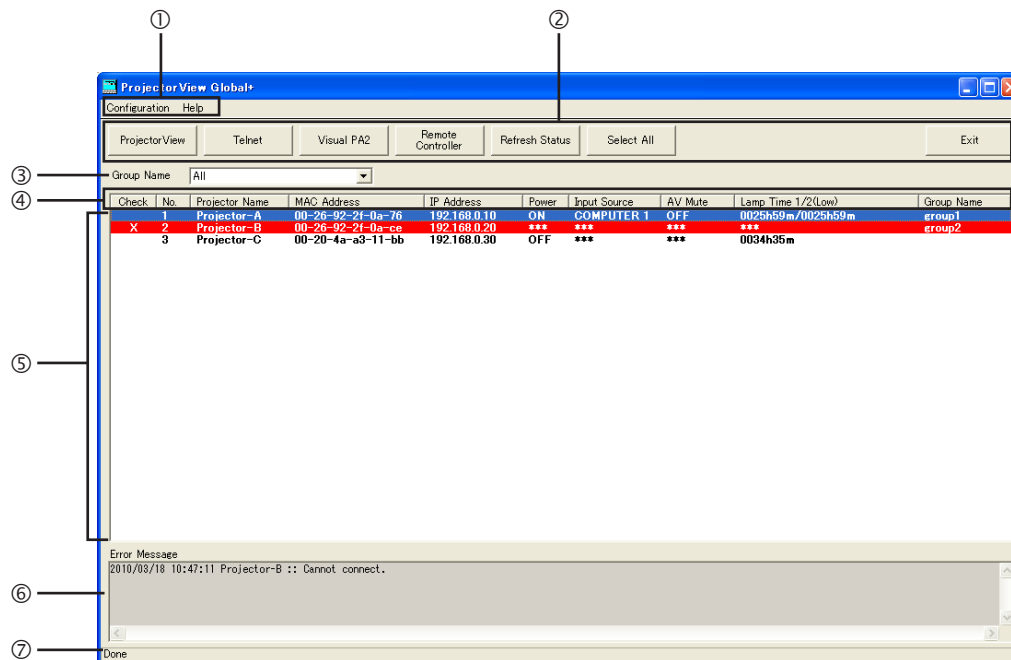 ① ②
ProjectorView Global+
Configuration Help
ProjectorView Telnet Visual PA2 Remote Controller Refresh Status Select All Exit
③ Group Name All
④ Check No. Projector Name MAC Address IP Address Power Input Source AV Mute Lamp Time 1/2(Low) Group Name
1 Projector-A 00-26-92-2f-0a-76 192.168.0.10 ON COMPUTER 1 OFF 0025h59m/0025h59m group1
X 2 Projector-B 00-26-92-2f-0a-ce 192.168.0.20 *** *** *** *** group2
3 Projector-C 00-20-4a-a3-11-bb 192.168.0.30 OFF *** *** 0034h35m
⑤
Error Message
2010/03/18 10:47:11 Projector-B :: Cannot connect.
⑥
⑦ Done